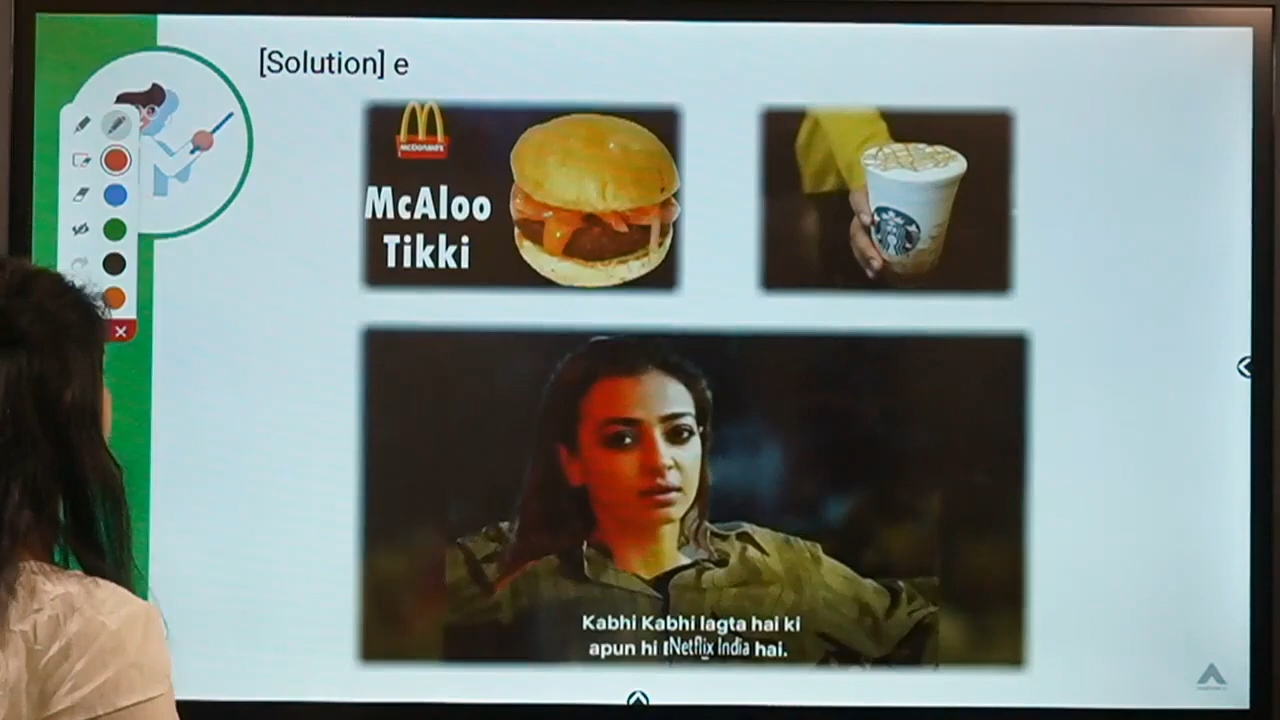 [Solution] e
McDonald's
McAloo
Tikki
Kabhi Kabhi lagta hai ki
apun hi Netflix India hai.